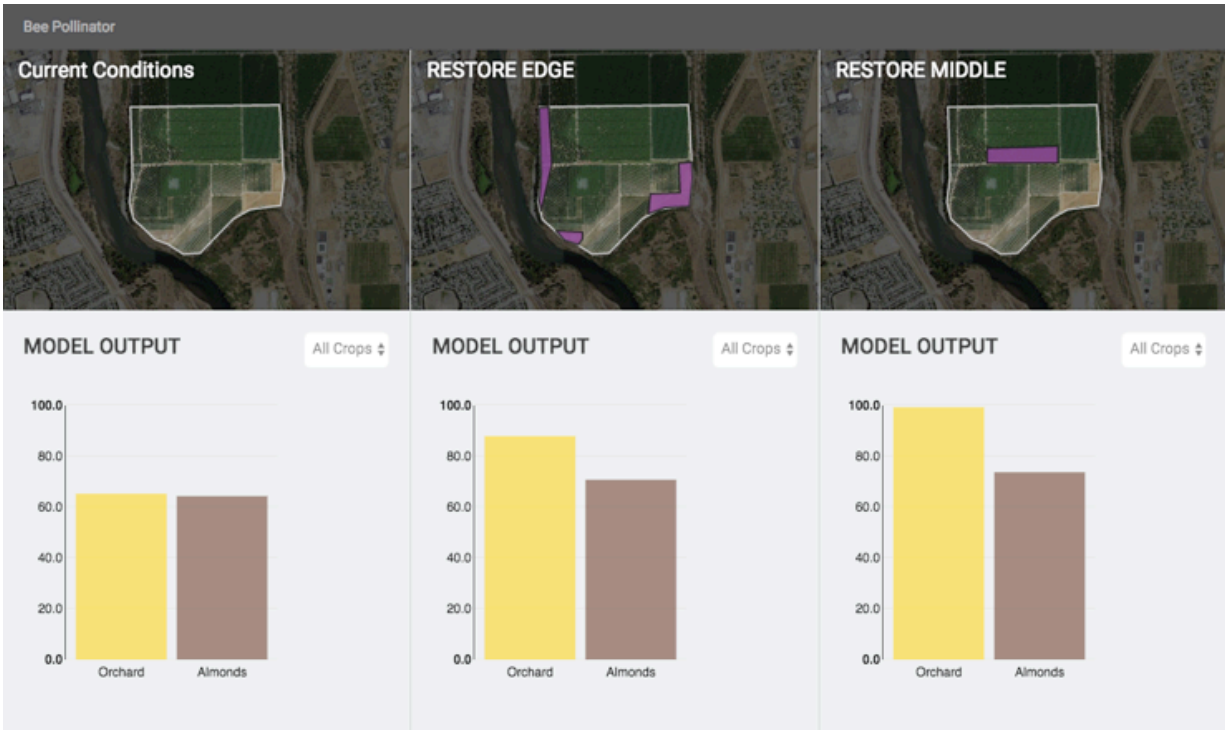 Bee Pollinator
Current Conditions
RESTORE EDGE
RESTORE MIDDLE
MODEL OUTPUT
All Crops
MODEL OUTPUT
All Crops
MODEL OUTPUT
All Crops
100.0
80.0
60.0
40.0
20.0
0.0
Orchard
Almonds
100.0
80.0
60.0
40.0
20.0
0.0
Orchard
Almonds
100.0
80.0
60.0
40.0
20.0
0.0
Orchard
Almonds